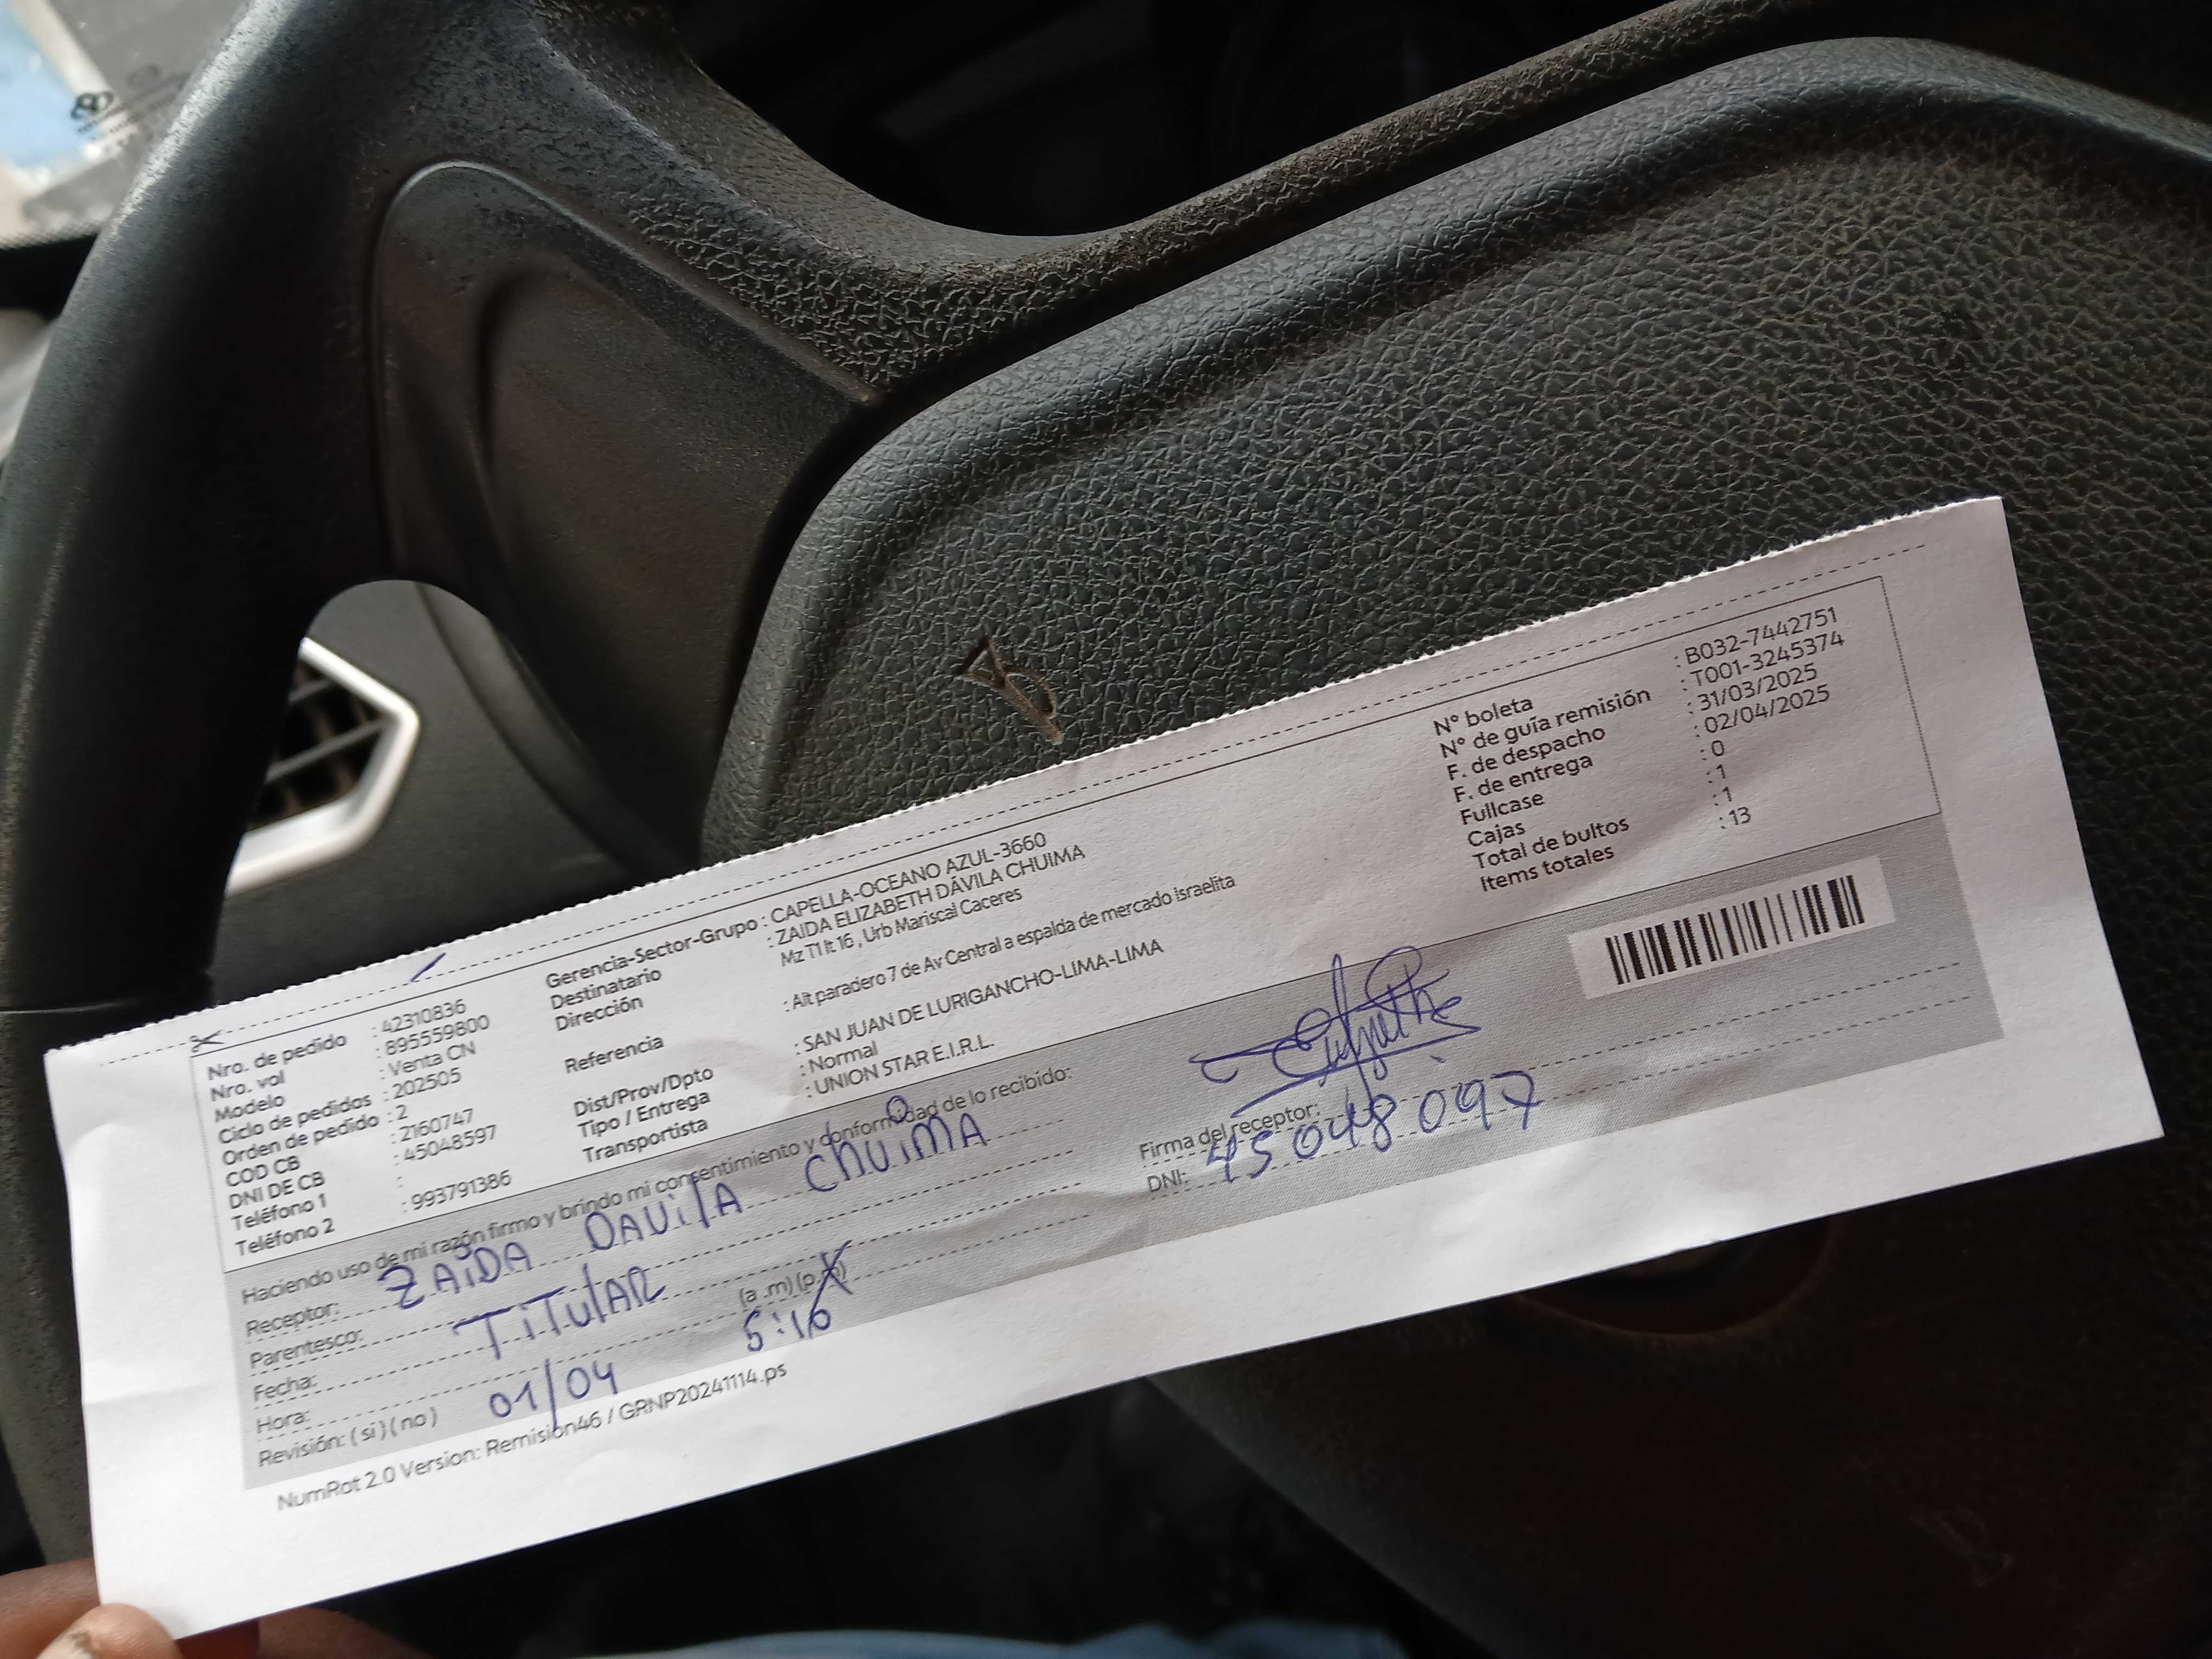 Nro. de pedido : 42310836
Nro. vol : 895559800
Modelo : Venta CN
Ciclo de pedidos : 202505
Orden de pedido : 2
COD CB : 2160747
DNI DE CB : 45048597
Teléfono 1 :
Teléfono 2 : 993791386
Gerencia-Sector-Grupo : CAPELLA-OCEANO AZUL-3660
Destinatario : ZAIDA ELIZABETH DÁVILA CHUIMA
Dirección Mz T1 lt 16 , Urb Mariscal Caceres
Referencia : Alt paradero 7 de Av Central a espalda de mercado israelita
Dist/Prov/Dpto : SAN JUAN DE LURIGANCHO-LIMA-LIMA
Tipo / Entrega : Normal
Transportista : UNION STAR E.I.R.L.
N° boleta : B032-7442751
N° de guía remisión : T001-3245374
F. de despacho : 31/03/2025
F. de entrega : 02/04/2025
Fullcase : 0
Cajas : 1
Total de bultos : 1
Items totales : 13
Haciendo uso de mi razón firmo y brindo mi consentimiento y conformidad de lo recibido:
Receptor: ZAiDA DAVilA ChUiMA
Parentesco: TiTulAR
Fecha: 01/04
Hora: 5:16 (a .m) (p.m)
Revisión: ( si ) ( no )
Firma del receptor:
DNI: 45048097
NumRot 2.0 Version: Remision46 / GRNP20241114.ps